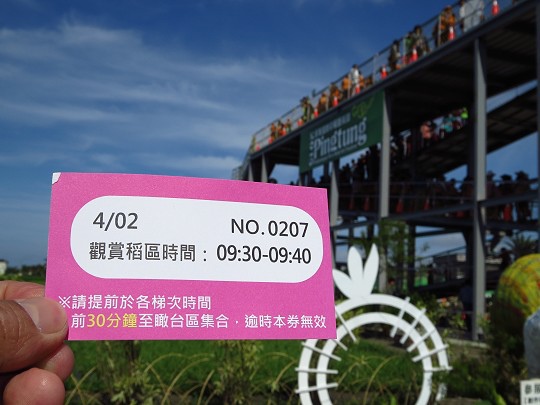 4/02
NO.0207
觀賞稻區時間：09:30-09:40
※請提前於各梯次時間
前30分鐘至瞰台區集合，逾時本券無效
Pingtung